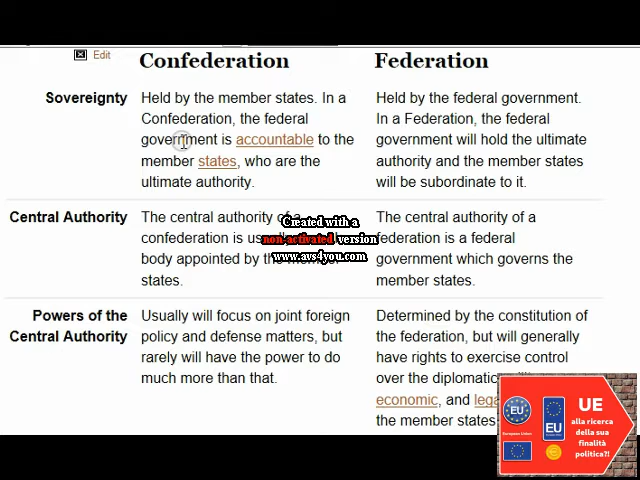 Edit
Confederation Federation
Sovereignty
Held by the member states. In a
Confederation, the federal
government is accountable to the
member states, who are the
ultimate authority.
Held by the federal government.
In a Federation, the federal
government will hold the ultimate
authority and the member states
will be subordinate to it.
Central Authority
The central authority of a
confederation is
body appointed by the member
states.
The central authority of a
federation is a federal
government which governs the
member states.
Created with a
non-activated version
www.avs4you.com
Powers of the
Central Authority
Usually will focus on joint foreign
policy and defense matters, but
rarely will have the power to do
much more than that.
Determined by the constitution of
the federation, but will generally
have rights to exercise control
over the diplomatic
economic, and
the member states
EU
European Union
EU
UE
alla ricerca
della sua
finalità
politica?!